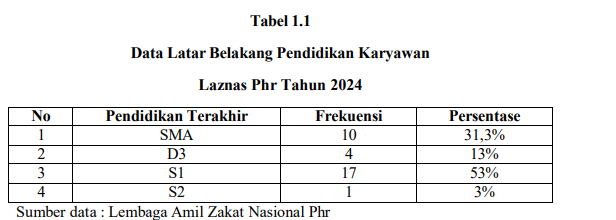 Tabel 1.1
Data Latar Belakang Pendidikan Karyawan
Laznas Phr Tahun 2024
No Pendidikan Terakhir Frekuensi Persentase
1 SMA 10 31,3%
2 D3 4 13%
3 S1 17 53%
4 S2 1 3%
Sumber data : Lembaga Amil Zakat Nasional Phr